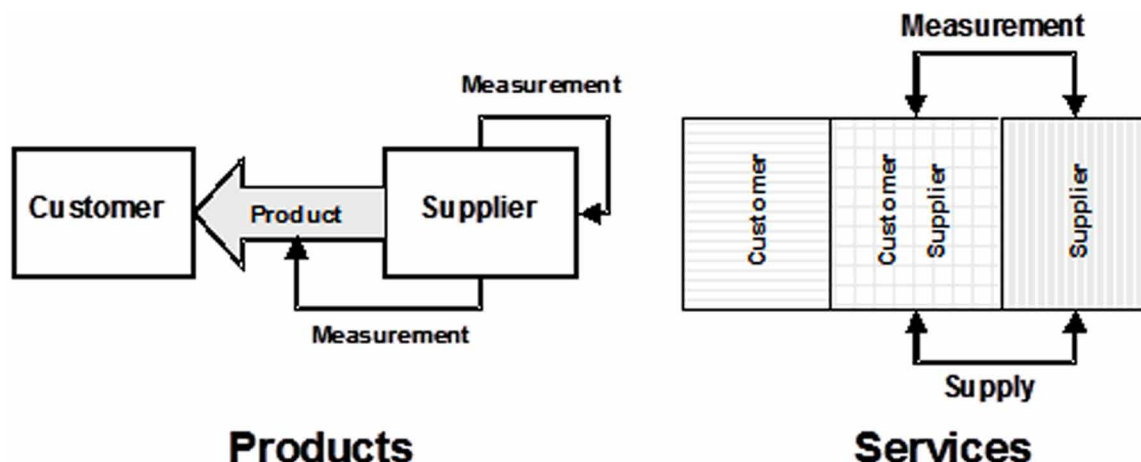 Measurement
Customer
Product
Supplier
Measurement
Products
Measurement
Customer
Customer
Supplier
Supplier
Supply
Services